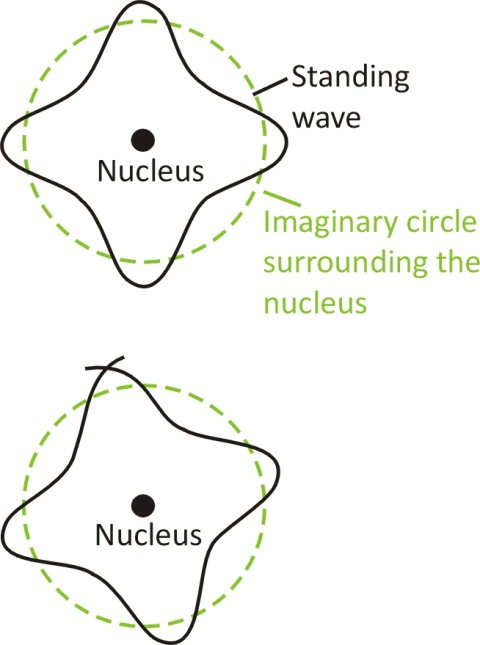 Standing
wave
Nucleus
Imaginary circle
surrounding the
nucleus
Nucleus